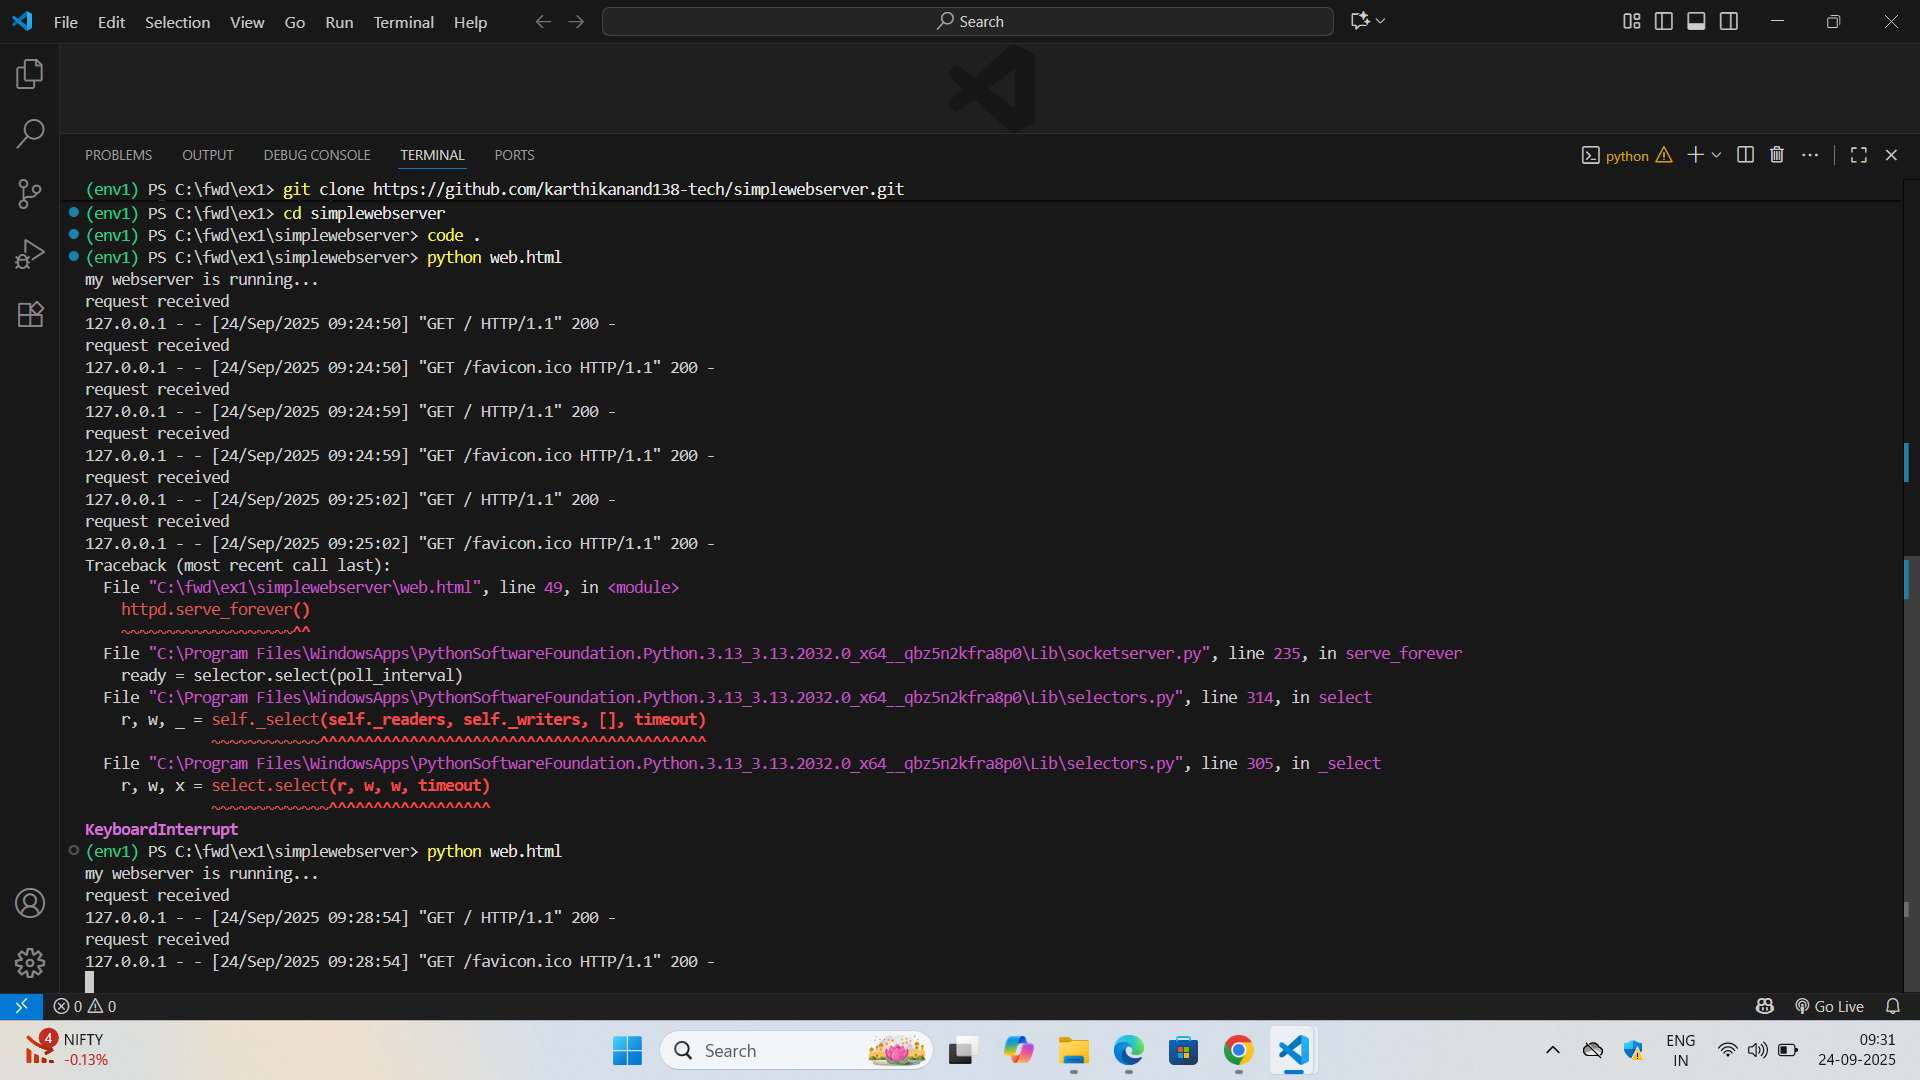 File Edit Selection View Go Run Terminal Help
Search
PROBLEMS OUTPUT DEBUG CONSOLE TERMINAL PORTS
python
(env1) PS C:\fwd\ex1> git clone https://github.com/karthikanand138-tech/simplewebserver.git
(env1) PS C:\fwd\ex1> cd simplewebserver
(env1) PS C:\fwd\ex1\simplewebserver> code .
(env1) PS C:\fwd\ex1\simplewebserver> python web.html
my webserver is running...
request received
127.0.0.1 - - [24/Sep/2025 09:24:50] "GET / HTTP/1.1" 200 -
request received
127.0.0.1 - - [24/Sep/2025 09:24:50] "GET /favicon.ico HTTP/1.1" 200 -
request received
127.0.0.1 - - [24/Sep/2025 09:24:59] "GET / HTTP/1.1" 200 -
request received
127.0.0.1 - - [24/Sep/2025 09:24:59] "GET /favicon.ico HTTP/1.1" 200 -
request received
127.0.0.1 - - [24/Sep/2025 09:25:02] "GET / HTTP/1.1" 200 -
request received
127.0.0.1 - - [24/Sep/2025 09:25:02] "GET /favicon.ico HTTP/1.1" 200 -
Traceback (most recent call last):
  File "C:\fwd\ex1\simplewebserver\web.html", line 49, in <module>
    httpd.serve_forever()
    ~~~~~~~~~~~~~~~~~~~^^
  File "C:\Program Files\WindowsApps\PythonSoftwareFoundation.Python.3.13_3.13.2032.0_x64__qbz5n2kfra8p0\Lib\socketserver.py", line 235, in serve_forever
    ready = selector.select(poll_interval)
  File "C:\Program Files\WindowsApps\PythonSoftwareFoundation.Python.3.13_3.13.2032.0_x64__qbz5n2kfra8p0\Lib\selectors.py", line 314, in select
    r, w, _ = self._select(self._readers, self._writers, [], timeout)
              ~~~~~~~~~~~~^^^^^^^^^^^^^^^^^^^^^^^^^^^^^^^^^^^^^^^^^^^
  File "C:\Program Files\WindowsApps\PythonSoftwareFoundation.Python.3.13_3.13.2032.0_x64__qbz5n2kfra8p0\Lib\selectors.py", line 305, in _select
    r, w, x = select.select(r, w, w, timeout)
              ~~~~~~~~~~~~~^^^^^^^^^^^^^^^^^^
KeyboardInterrupt
(env1) PS C:\fwd\ex1\simplewebserver> python web.html
my webserver is running...
request received
127.0.0.1 - - [24/Sep/2025 09:28:54] "GET / HTTP/1.1" 200 -
request received
127.0.0.1 - - [24/Sep/2025 09:28:54] "GET /favicon.ico HTTP/1.1" 200 -
0 0 Go Live
4 NIFTY
-0.13%
Search
ENG
IN
09:31
24-09-2025